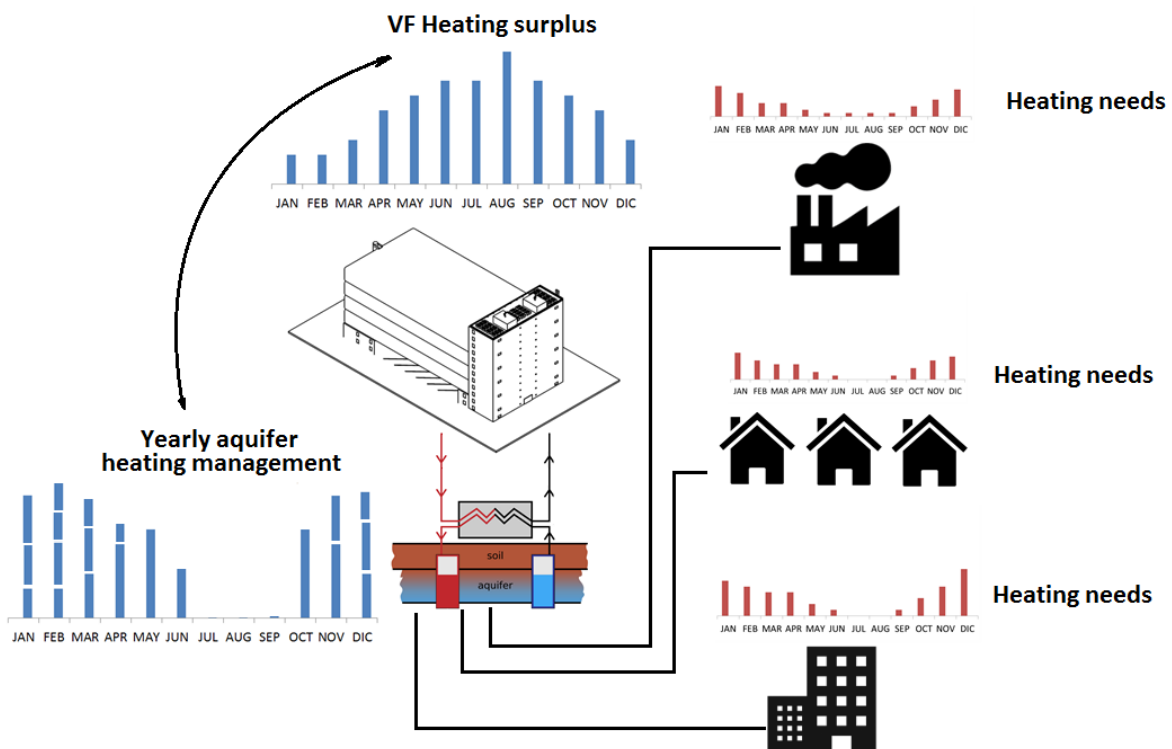 VF Heating surplus
JAN FEB MAR APR MAY JUN JUL AUG SEP OCT NOV DIC
JAN FEB MAR APR MAY JUN JUL AUG SEP OCT NOV DIC
Heating needs
JAN FEB MAR APR MAY JUN JUL AUG SEP OCT NOV DIC
Heating needs
Yearly aquifer
heating management
JAN FEB MAR APR MAY JUN JUL AUG SEP OCT NOV DIC
soil
aquifer
JAN FEB MAR APR MAY JUN JUL AUG SEP OCT NOV DIC
Heating needs